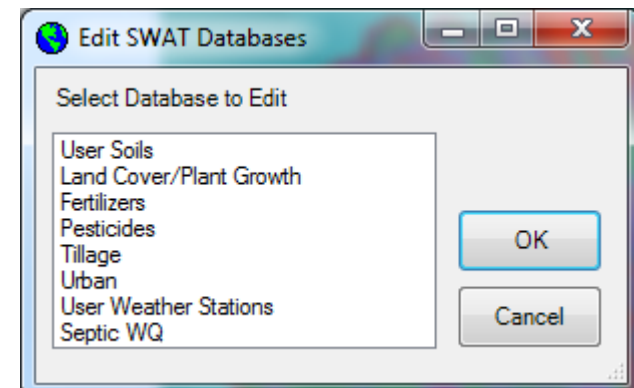 Edit SWAT Databases
Select Database to Edit
User Soils
Land Cover/Plant Growth
Fertilizers
Pesticides
Tillage
Urban
User Weather Stations
Septic WQ
OK
Cancel